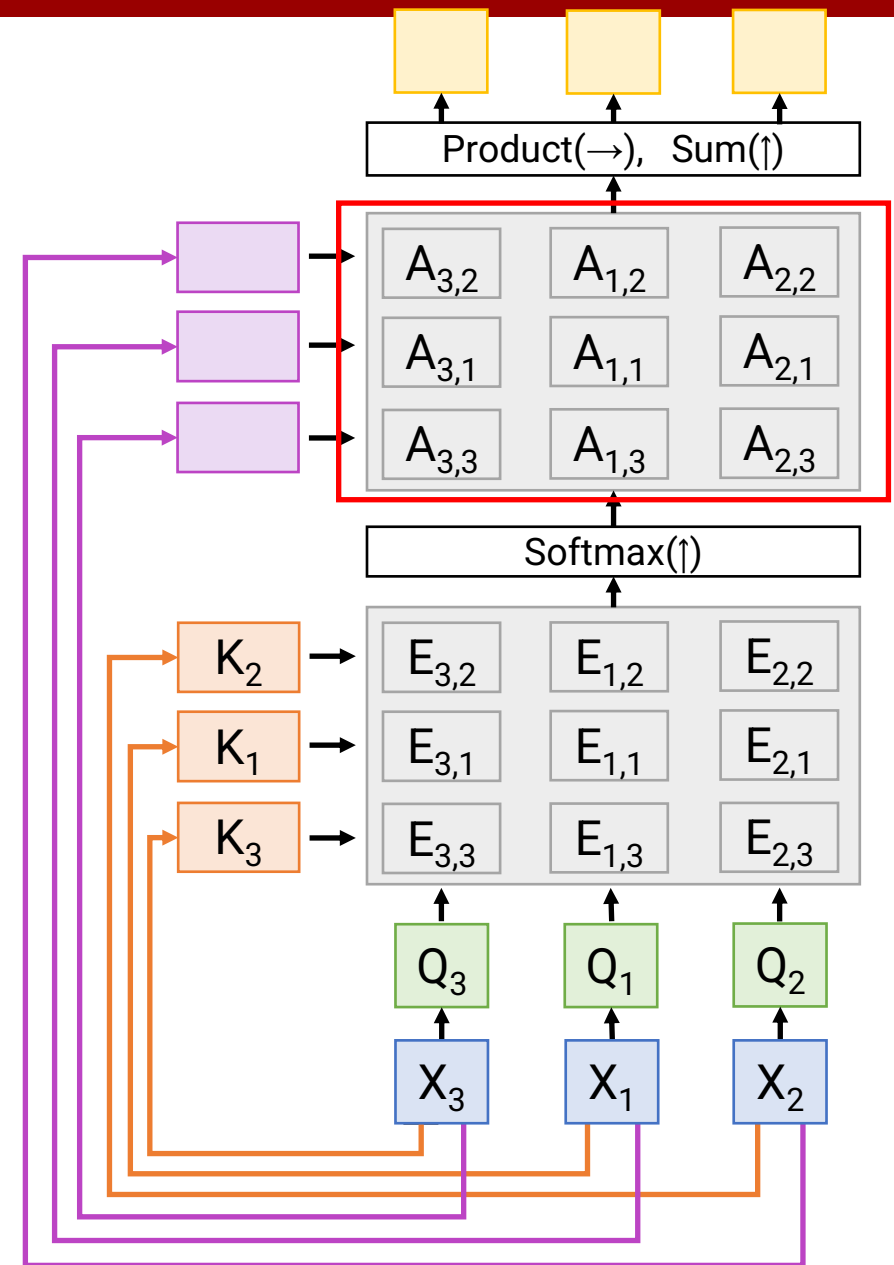 Product(→), Sum(↑)
A3,2 A1,2 A2,2
A3,1 A1,1 A2,1
A3,3 A1,3 A2,3
Softmax(↑)
K2 E3,2 E1,2 E2,2
K1 E3,1 E1,1 E2,1
K3 E3,3 E1,3 E2,3
Q3 Q1 Q2
X3 X1 X2